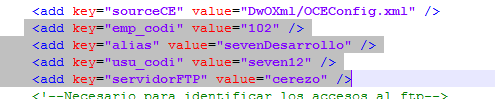 <add key="sourceCE" value="DwOXml/OCEConfig.xml" />
<add key="emp_codi" value="102" />
<add key="alias" value="sevenDesarrollo" />
<add key="usu_codi" value="seven12" />
<add key="servidorFTP" value="cerezo" />
<!--Necesario para identificar los accesos al ftp-->